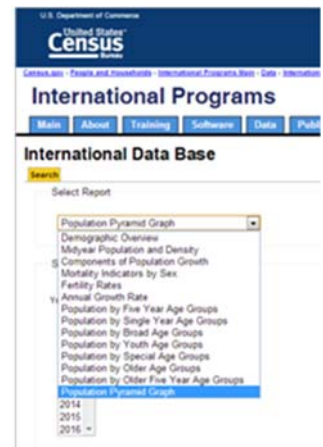 U.S. Department of Commerce
United States™
Census
Bureau
Census.gov › People and Households › International Programs Main › Data › International
International Programs
Main About Training Software Data Publ
International Data Base
Search
Select Report
Population Pyramid Graph
Demographic Overview
Midyear Population and Density
S Components of Population Growth
Mortality Indicators by Sex
Fertility Rates
Annual Growth Rate
Population by Five Year Age Groups
Population by Single Year Age Groups
Population by Broad Age Groups
Population by Youth Age Groups
Population by Special Age Groups
Population by Older Age Groups
Population by Older Five Year Age Groups
Population Pyramid Graph
2014
2015
2016